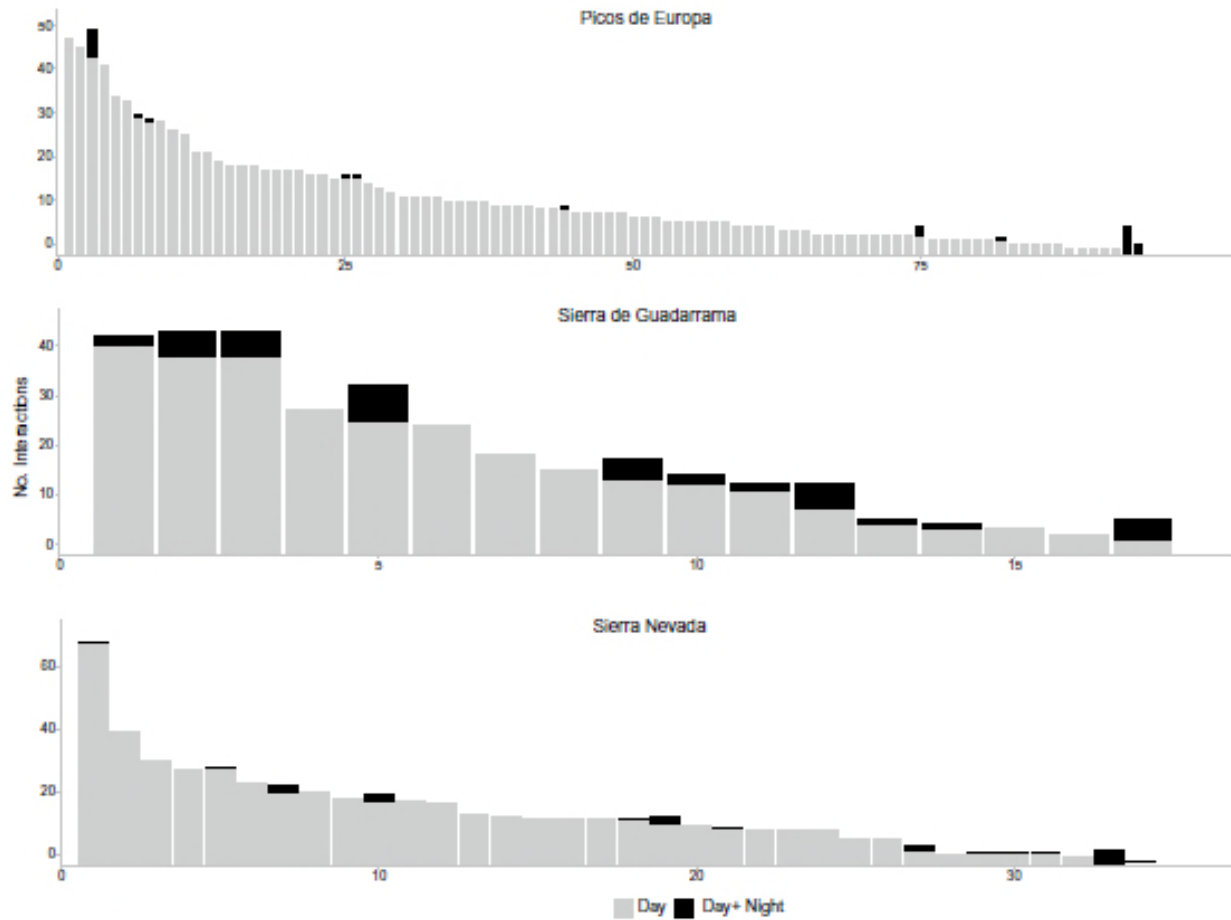 Picos de Europa
50
40
30
20
10
0
0 25 50 75
Sierra de Guadarrama
No. Interactions
40
30
20
10
0
0 5 10 15
Sierra Nevada
60
40
20
0
0 10 20 30
Day Day+ Night